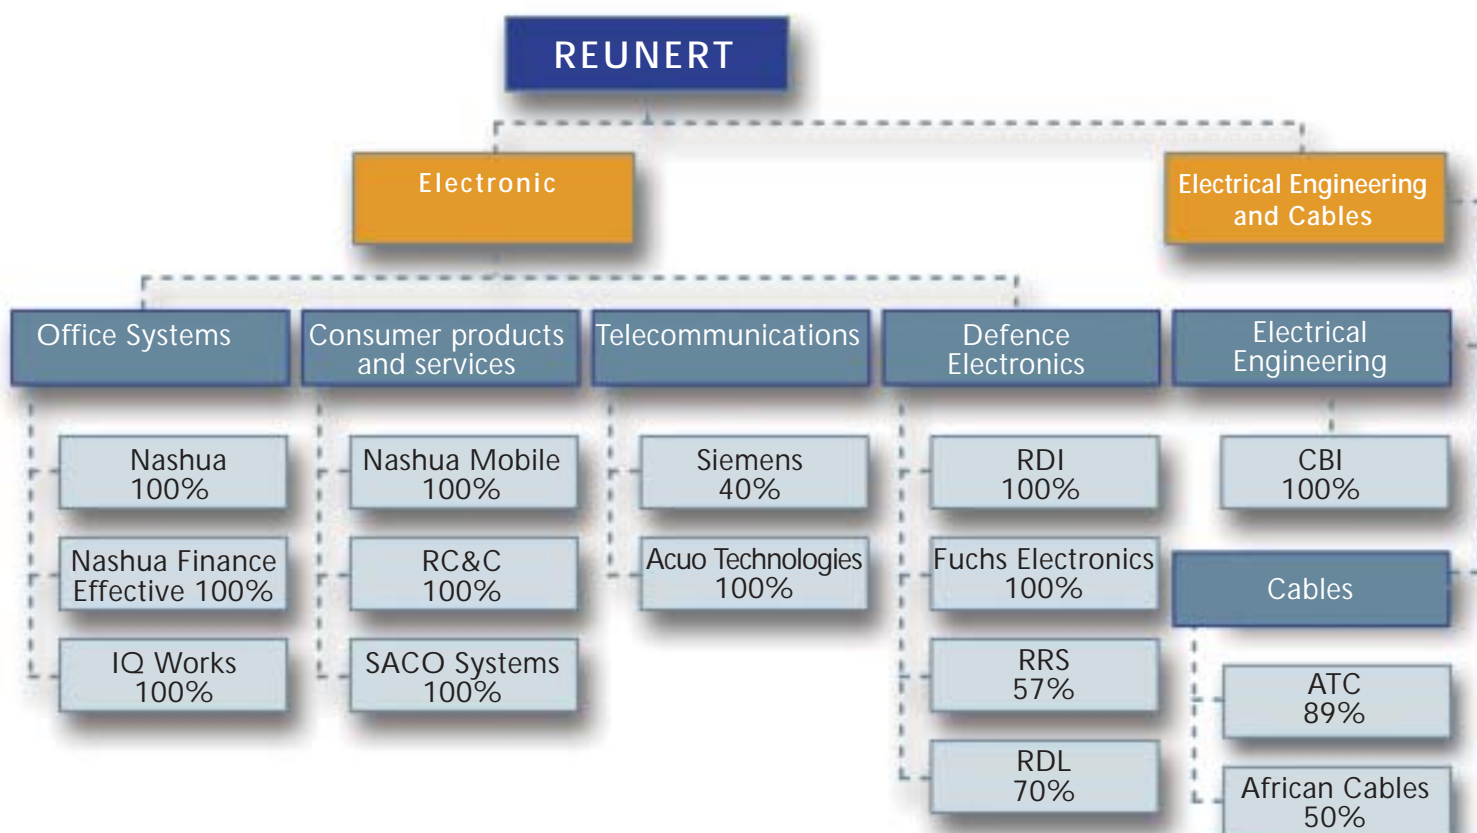 REUNERT
Electronic
Electrical Engineering
and Cables
Office Systems
Nashua
100%
Nashua Finance
Effective 100%
IQ Works
100%
Consumer products
and services
Nashua Mobile
100%
RC&C
100%
SACO Systems
100%
Telecommunications
Siemens
40%
Acuo Technologies
100%
Defence
Electronics
RDI
100%
Fuchs Electronics
100%
RRS
57%
RDL
70%
Electrical
Engineering
CBI
100%
Cables
ATC
89%
African Cables
50%